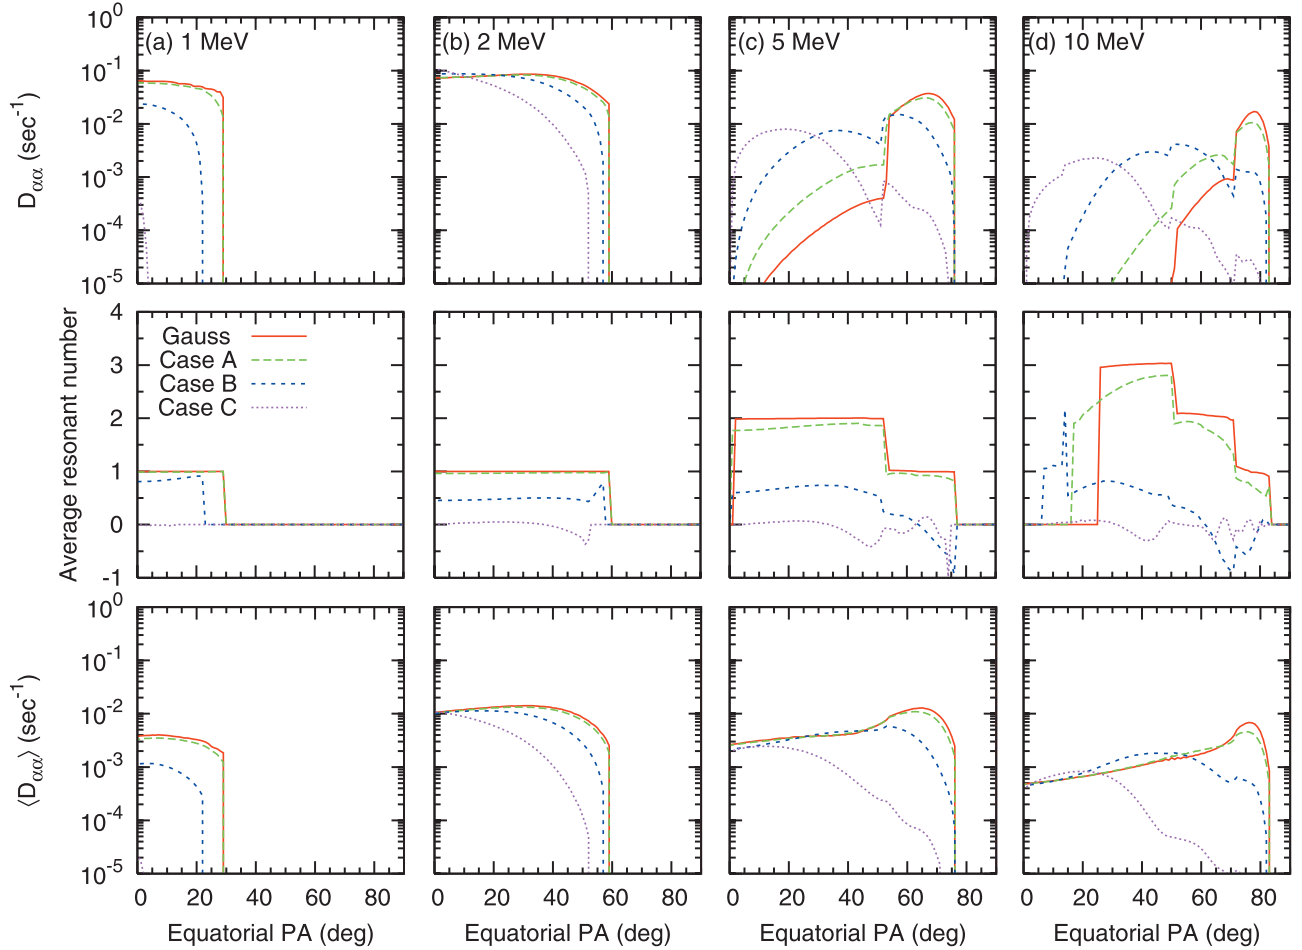 (a) 1 MeV
(b) 2 MeV
(c) 5 MeV
(d) 10 MeV
10^0
10^-1
10^-2
10^-3
10^-4
10^-5
D_αα (sec^-1)
4
3
2
1
0
-1
Average resonant number
Gauss
Case A
Case B
Case C
10^0
10^-1
10^-2
10^-3
10^-4
10^-5
⟨D_αα⟩ (sec^-1)
0 20 40 60 80 0 20 40 60 80 0 20 40 60 80 0 20 40 60 80
Equatorial PA (deg) Equatorial PA (deg) Equatorial PA (deg) Equatorial PA (deg)